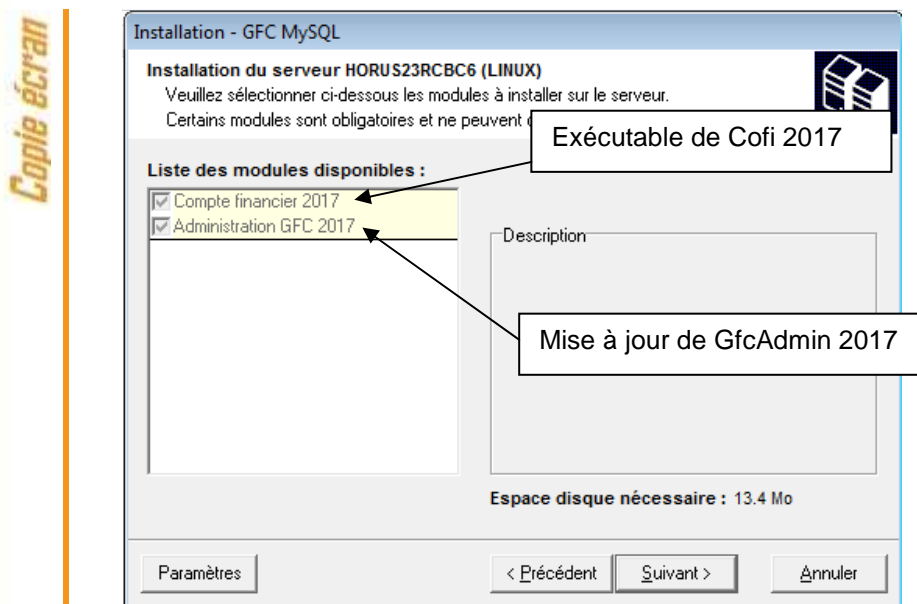 Copie écran
Installation - GFC MySQL
Installation du serveur HORUS23RCBC6 (LINUX)
Veuillez sélectionner ci-dessous les modules à installer sur le serveur.
Certains modules sont obligatoires et ne peuvent
Exécutable de Cofi 2017
Liste des modules disponibles :
Compte financier 2017
Administration GFC 2017
Description
Mise à jour de GfcAdmin 2017
Espace disque nécessaire : 13.4 Mo
Paramètres
< Précédent
Suivant >
Annuler